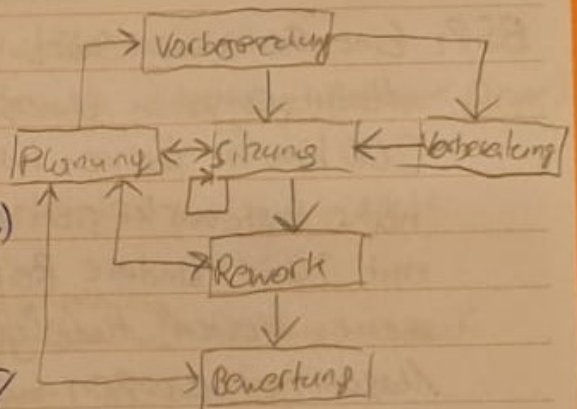 Vorbesprechung
Planung
Sitzung
Vorbereitung
Rework
Bewertung